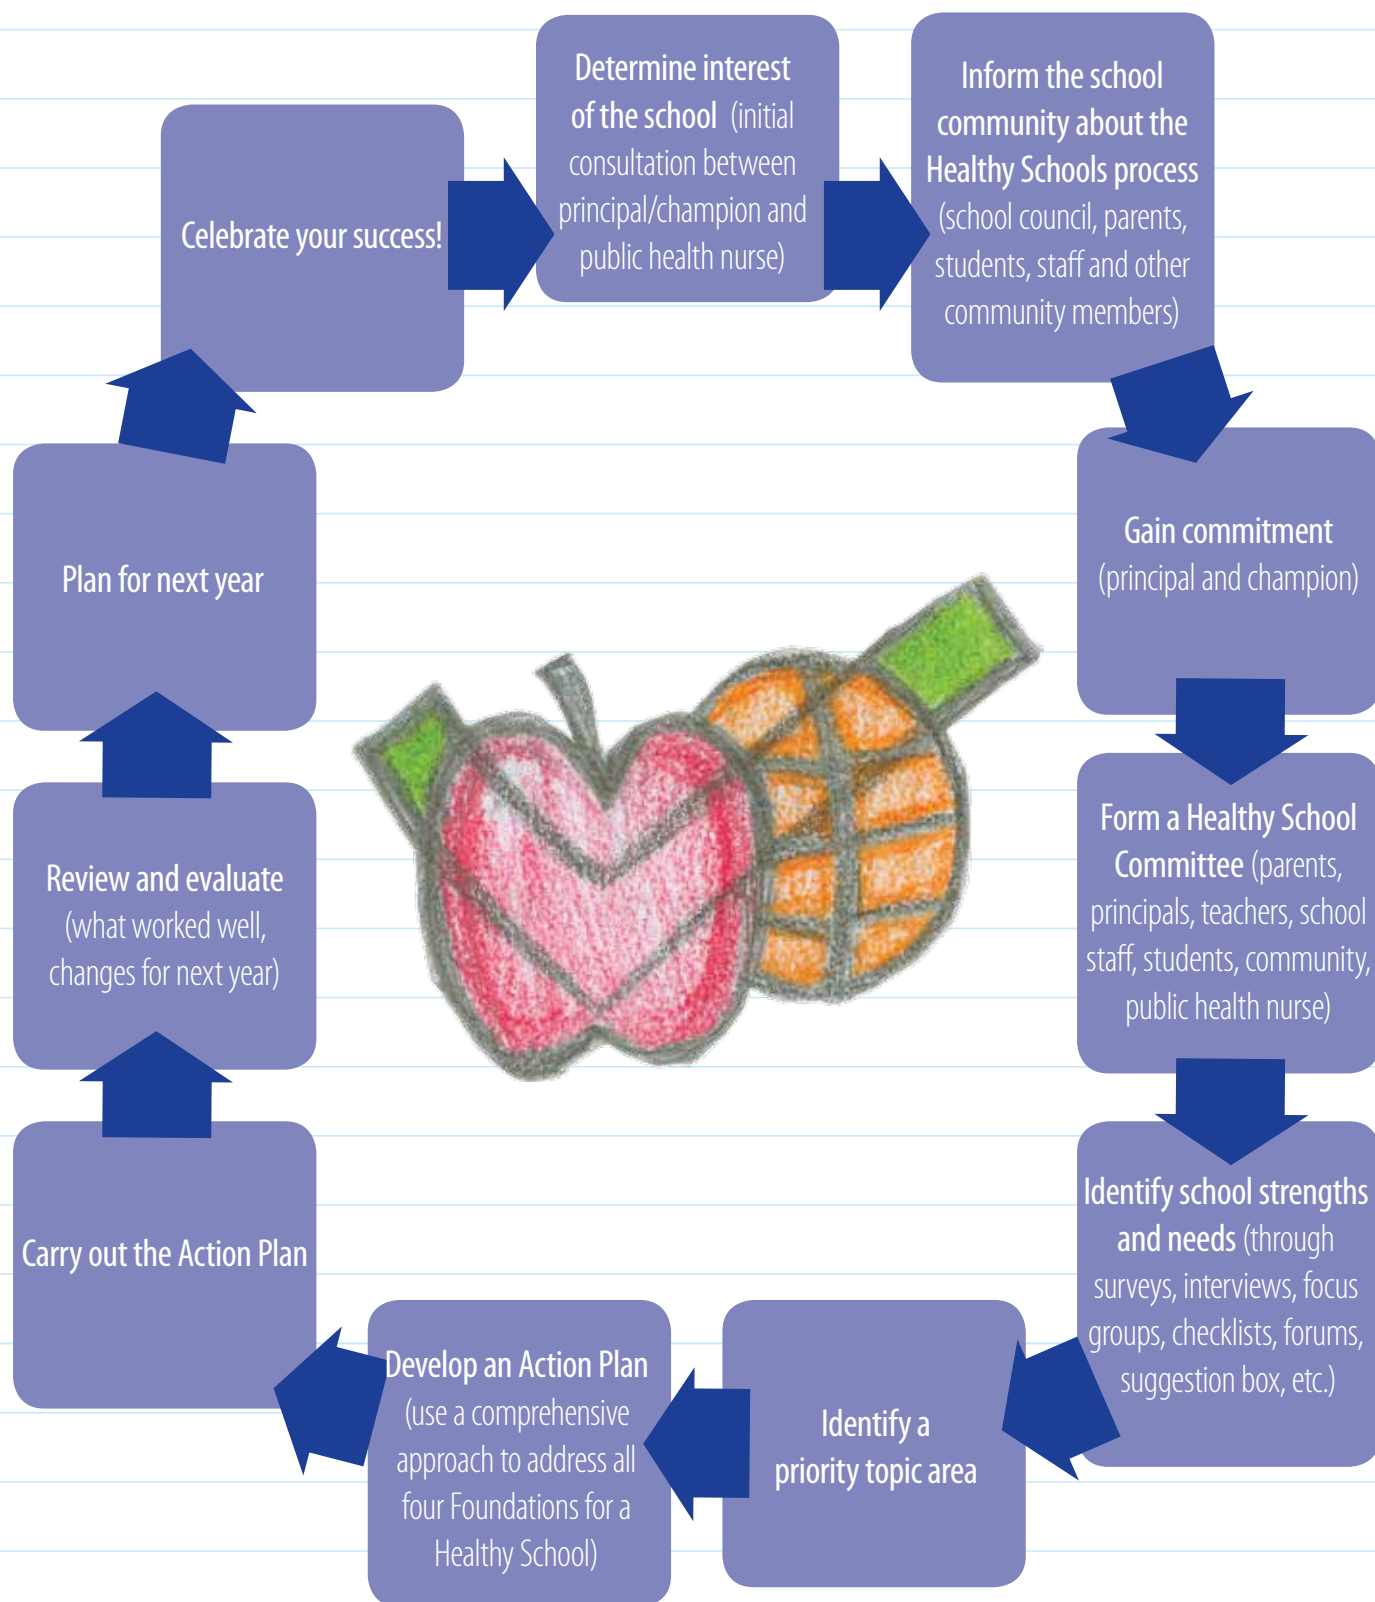 Determine interest
of the school (initial
consultation between
principal/champion and
public health nurse)
Inform the school
community about the
Healthy Schools process
(school council, parents,
students, staff and other
community members)
Gain commitment
(principal and champion)
Form a Healthy School
Committee (parents,
principals, teachers, school
staff, students, community,
public health nurse)
Identify school strengths
and needs (through
surveys, interviews, focus
groups, checklists, forums,
suggestion box, etc.)
Identify a
priority topic area
Develop an Action Plan
(use a comprehensive
approach to address all
four Foundations for a
Healthy School)
Carry out the Action Plan
Review and evaluate
(what worked well,
changes for next year)
Plan for next year
Celebrate your success!